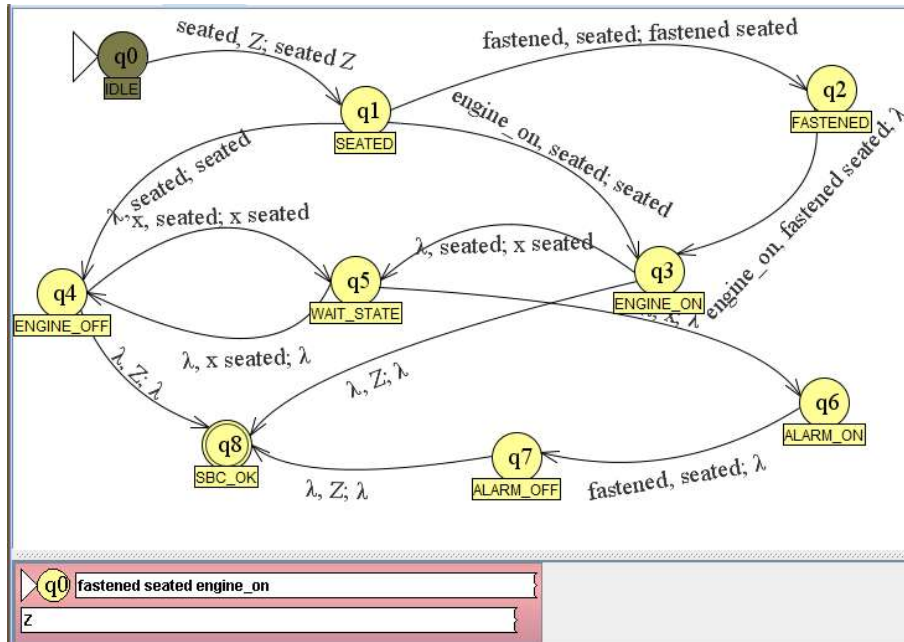 seated, Z; seated Z
q0
IDLE
fastened, seated; fastened seated
q1
SEATED
q2
FASTENED
engine_on, seated; seated
engine_on, fastened seated; λ
λ, seated; seated
x, seated; x seated
λ, seated; x seated
q3
ENGINE_ON
q4
ENGINE_OFF
q5
WAIT_STATE
x, λ
λ, x seated; λ
λ, Z; λ
λ, Z; λ
q6
ALARM_ON
q8
SBC_OK
q7
ALARM_OFF
λ, Z; λ
fastened, seated; λ
q0 fastened seated engine_on
Z